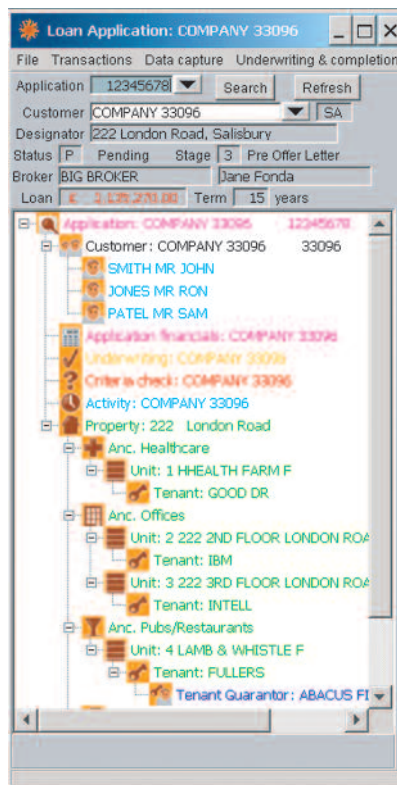 Loan Application: COMPANY 33096
File Transactions Data capture Underwriting & completion
Application 12345678 Search Refresh
Customer COMPANY 33096 SA
Designator 222 London Road, Salisbury
Status P Pending Stage 3 Pre Offer Letter
Broker BIG BROKER Jane Fonda
Loan Term 15 years
Application: COMPANY 33096 12345678
Customer: COMPANY 33096 33096
SMITH MR JOHN
JONES MR RON
PATEL MR SAM
Application financials: COMPANY 33096
Underwriting: COMPANY 33096
Criteria check: COMPANY 33096
Activity: COMPANY 33096
Property: 222 London Road
Anc. Healthcare
Unit: 1 HHEALTH FARM F
Tenant: GOOD DR
Anc. Offices
Unit: 2 222 2ND FLOOR LONDON ROA
Tenant: IBM
Unit: 3 222 3RD FLOOR LONDON ROA
Tenant: INTELL
Anc. Pubs/Restaurants
Unit: 4 LAMB & WHISTLE F
Tenant: FULLERS
Tenant Guarantor: ABACUS FI